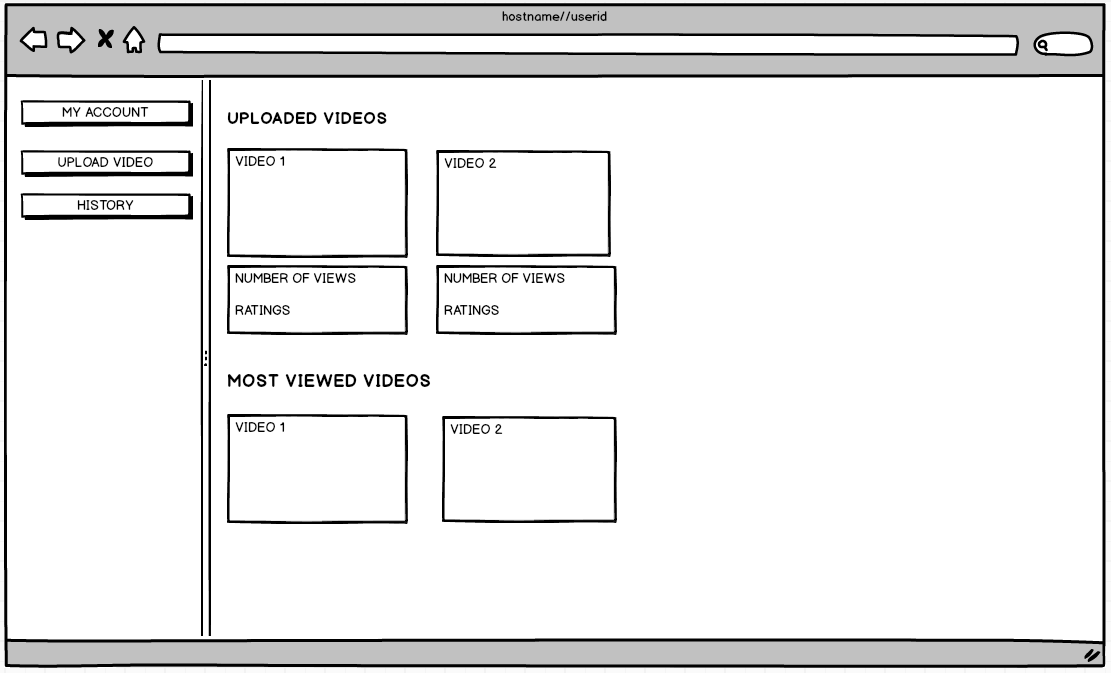 hostname//userid
MY ACCOUNT
UPLOAD VIDEO
HISTORY
UPLOADED VIDEOS
VIDEO 1
VIDEO 2
NUMBER OF VIEWS
RATINGS
NUMBER OF VIEWS
RATINGS
MOST VIEWED VIDEOS
VIDEO 1
VIDEO 2